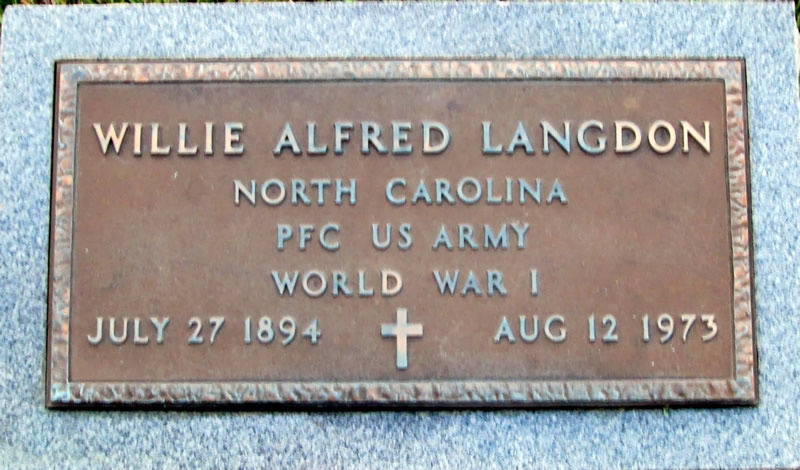 WILLIE ALFRED LANGDON
NORTH CAROLINA
PFC US ARMY
WORLD WAR I
JULY 27 1894 AUG 12 1973